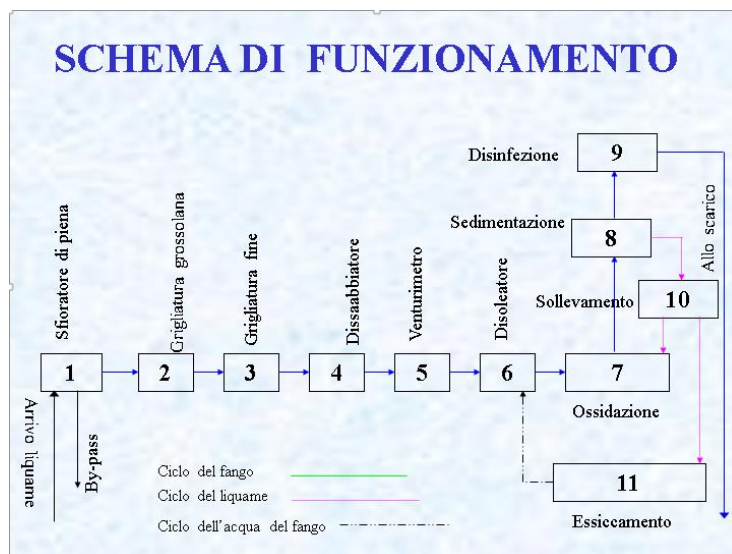 SCHEMA DI FUNZIONAMENTO
Disinfezione
9
Sedimentazione
8
Allo scarico
Sollevamento
10
Sfioratore di piena
Grigliatura grossolana
Grigliatura fine
Dissaabbiatore
Venturimetro
Disoleatore
1
2
3
4
5
6
7
Ossidazione
Arrivo liquame
By-pass
11
Essiccamento
Ciclo del fango
Ciclo del liquame
Ciclo dell'acqua del fango